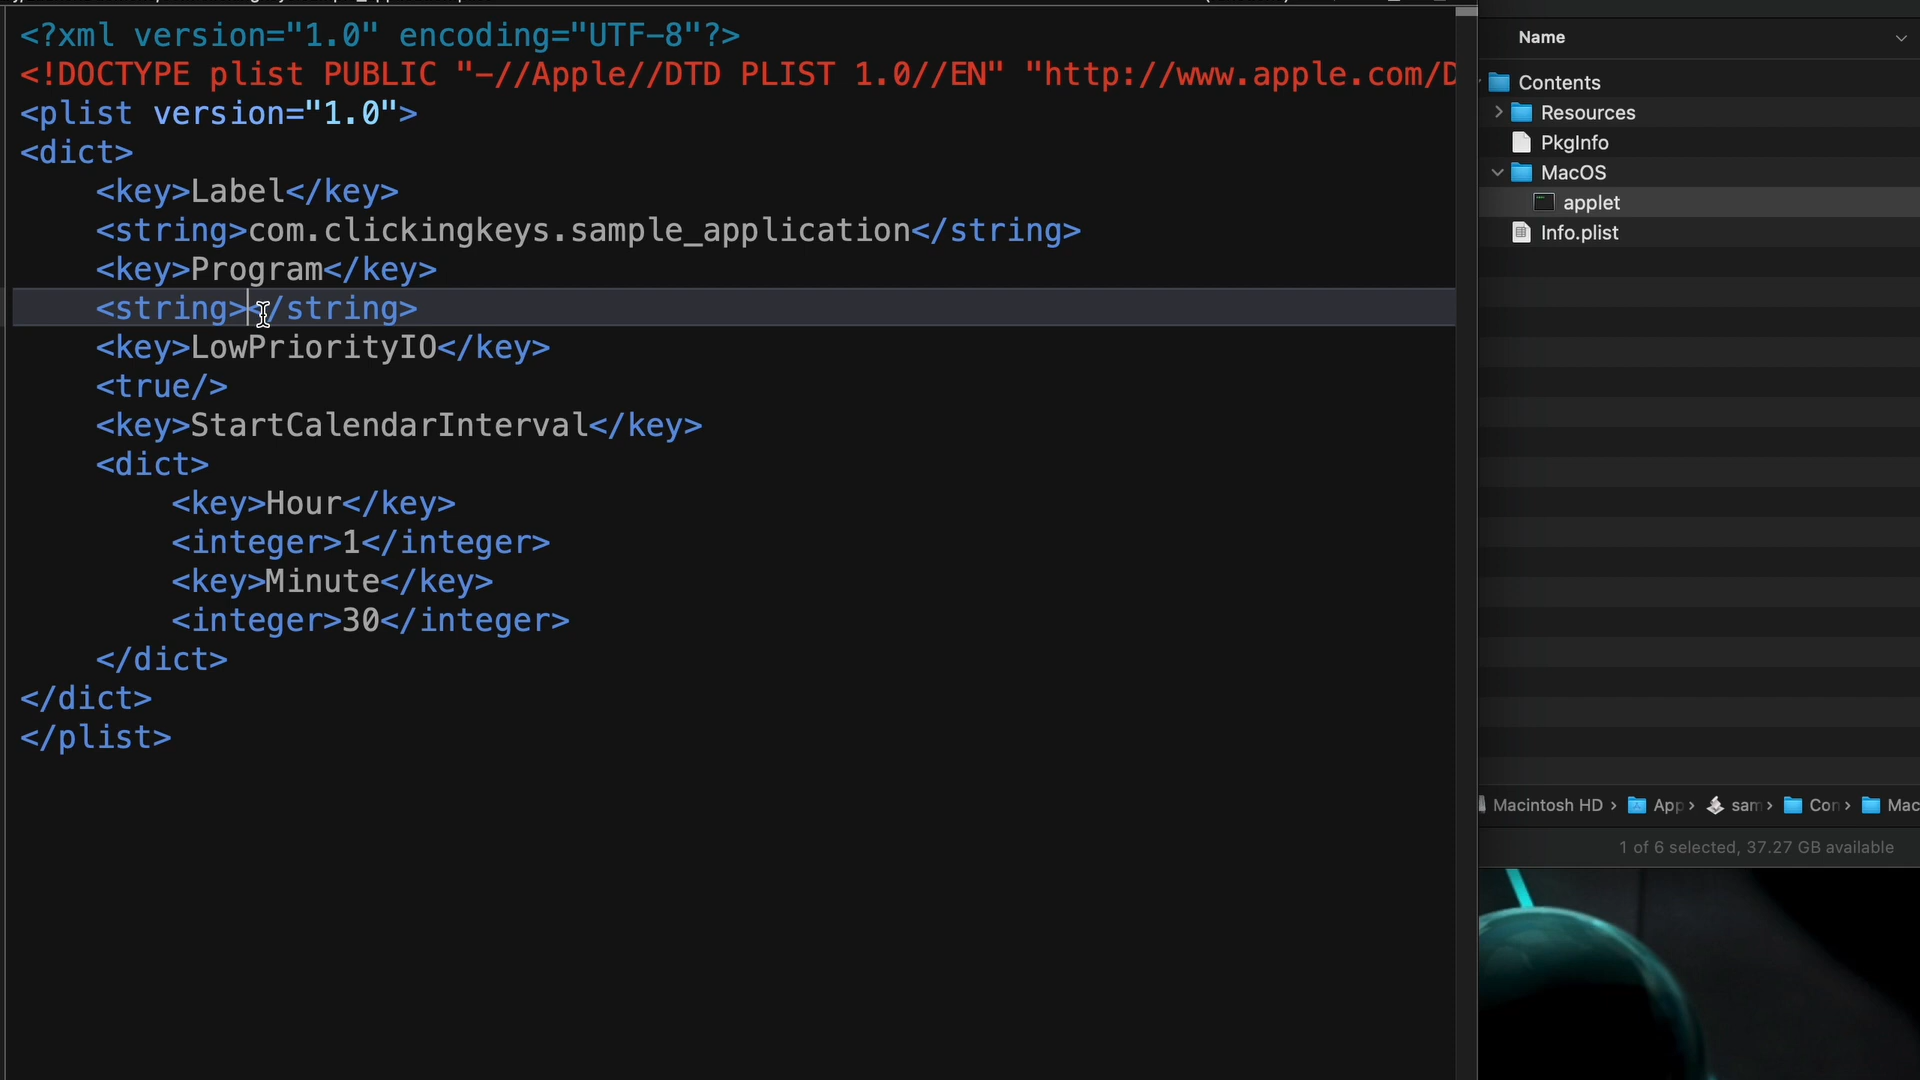 <?xml version="1.0" encoding="UTF-8"?>
<!DOCTYPE plist PUBLIC "-//Apple//DTD PLIST 1.0//EN" "http://www.apple.com/D
<plist version="1.0">
<dict>
<key>Label</key>
<string>com.clickingkeys.sample_application</string>
<key>Program</key>
<string></string>
<key>LowPriorityIO</key>
<true/>
<key>StartCalendarInterval</key>
<dict>
<key>Hour</key>
<integer>1</integer>
<key>Minute</key>
<integer>30</integer>
</dict>
</dict>
</plist>
Name
Contents
Resources
PkgInfo
MacOS
applet
Info.plist
Macintosh HD › App › sam › Con › Mac
1 of 6 selected, 37.27 GB available